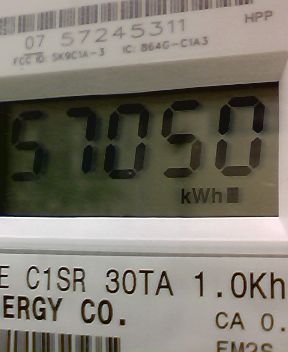 HPP
07 57245311
FCC ID: SK9C1A-3 IC: 864G-C1A3
57050
kWh
E C1SR 30TA 1.0Kh
ERGY CO.
CA 0.
EM2S